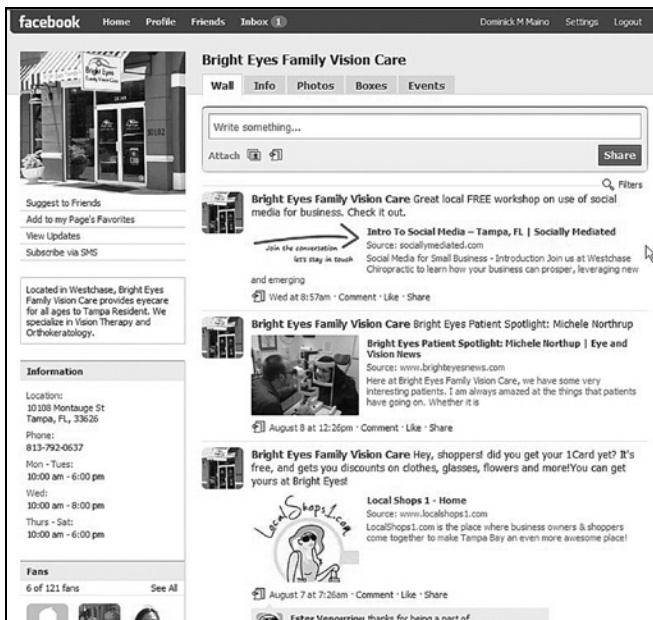 facebook Home Profile Friends Inbox 1 Dominick M Maino Settings Logout
Bright Eyes
Family Vision Care
10102
Suggest to Friends
Add to my Page's Favorites
View Updates
Subscribe via SMS
Located in Westchase, Bright Eyes
Family Vision Care provides eyecare
for all ages to Tampa Resident. We
specialize in Vision Therapy and
Orthokeratology.
Information
Location:
10108 Montauge St
Tampa, FL, 33626
Phone:
813-792-0637
Mon - Tues:
10:00 am - 6:00 pm
Wed:
10:00 am - 8:00 pm
Thurs - Sat:
10:00 am - 6:00 pm
Fans
6 of 121 fans See All
Bright Eyes Family Vision Care
Wall Info Photos Boxes Events
Write something...
Attach Share
Filters
Bright Eyes Family Vision Care Great local FREE workshop on use of social
media for business. Check it out.
Join the conversation
let's stay in touch
Intro To Social Media – Tampa, FL | Socially Mediated
Source: sociallymediated.com
Social Media for Small Business - Introduction Join us at Westchase
Chiropractic to learn how your business can prosper, leveraging new
and emerging
Wed at 8:57am · Comment · Like · Share
Bright Eyes Family Vision Care Bright Eyes Patient Spotlight: Michele Northrup
Bright Eyes Patient Spotlight: Michele Northup | Eye and
Vision News
Source: www.brighteyesnews.com
Here at Bright Eyes Family Vision Care, we have some very
interesting patients. I am always amazed at the things that patients
have going on. Whether it is
August 8 at 12:26pm · Comment · Like · Share
Bright Eyes Family Vision Care Hey, shoppers! did you get your 1Card yet? It's
free, and gets you discounts on clothes, glasses, flowers and more!You can get
yours at Bright Eyes!
LocalShops1.com
Local Shops 1 - Home
Source: www.localshops1.com
LocalShops1.com is the place where business owners & shoppers
come together to make Tampa Bay an even more awesome place!
August 7 at 7:26am · Comment · Like · Share
Ester Venouziou thanks for being a part of